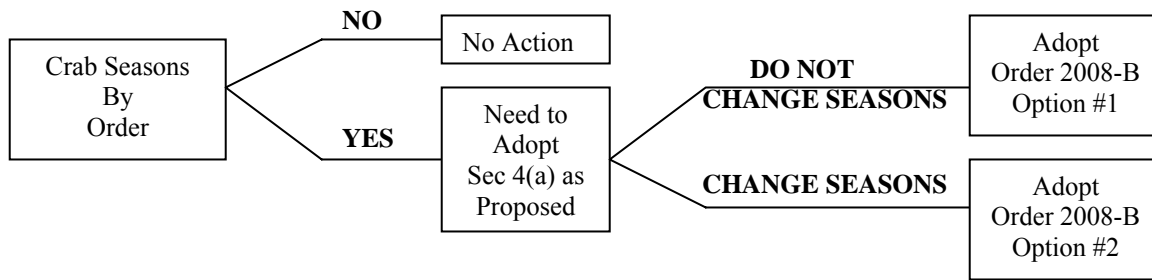 Crab Seasons
By
Order
NO
No Action
YES
Need to
Adopt
Sec 4(a) as
Proposed
DO NOT
CHANGE SEASONS
Adopt
Order 2008-B
Option #1
CHANGE SEASONS
Adopt
Order 2008-B
Option #2